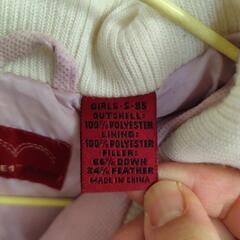 GIRLS-S-85
OUTSHELL:
100% POLYESTER
LINING:
100% POLYESTER
FILLER:
66% DOWN
34% FEATHER
MADE IN CHINA